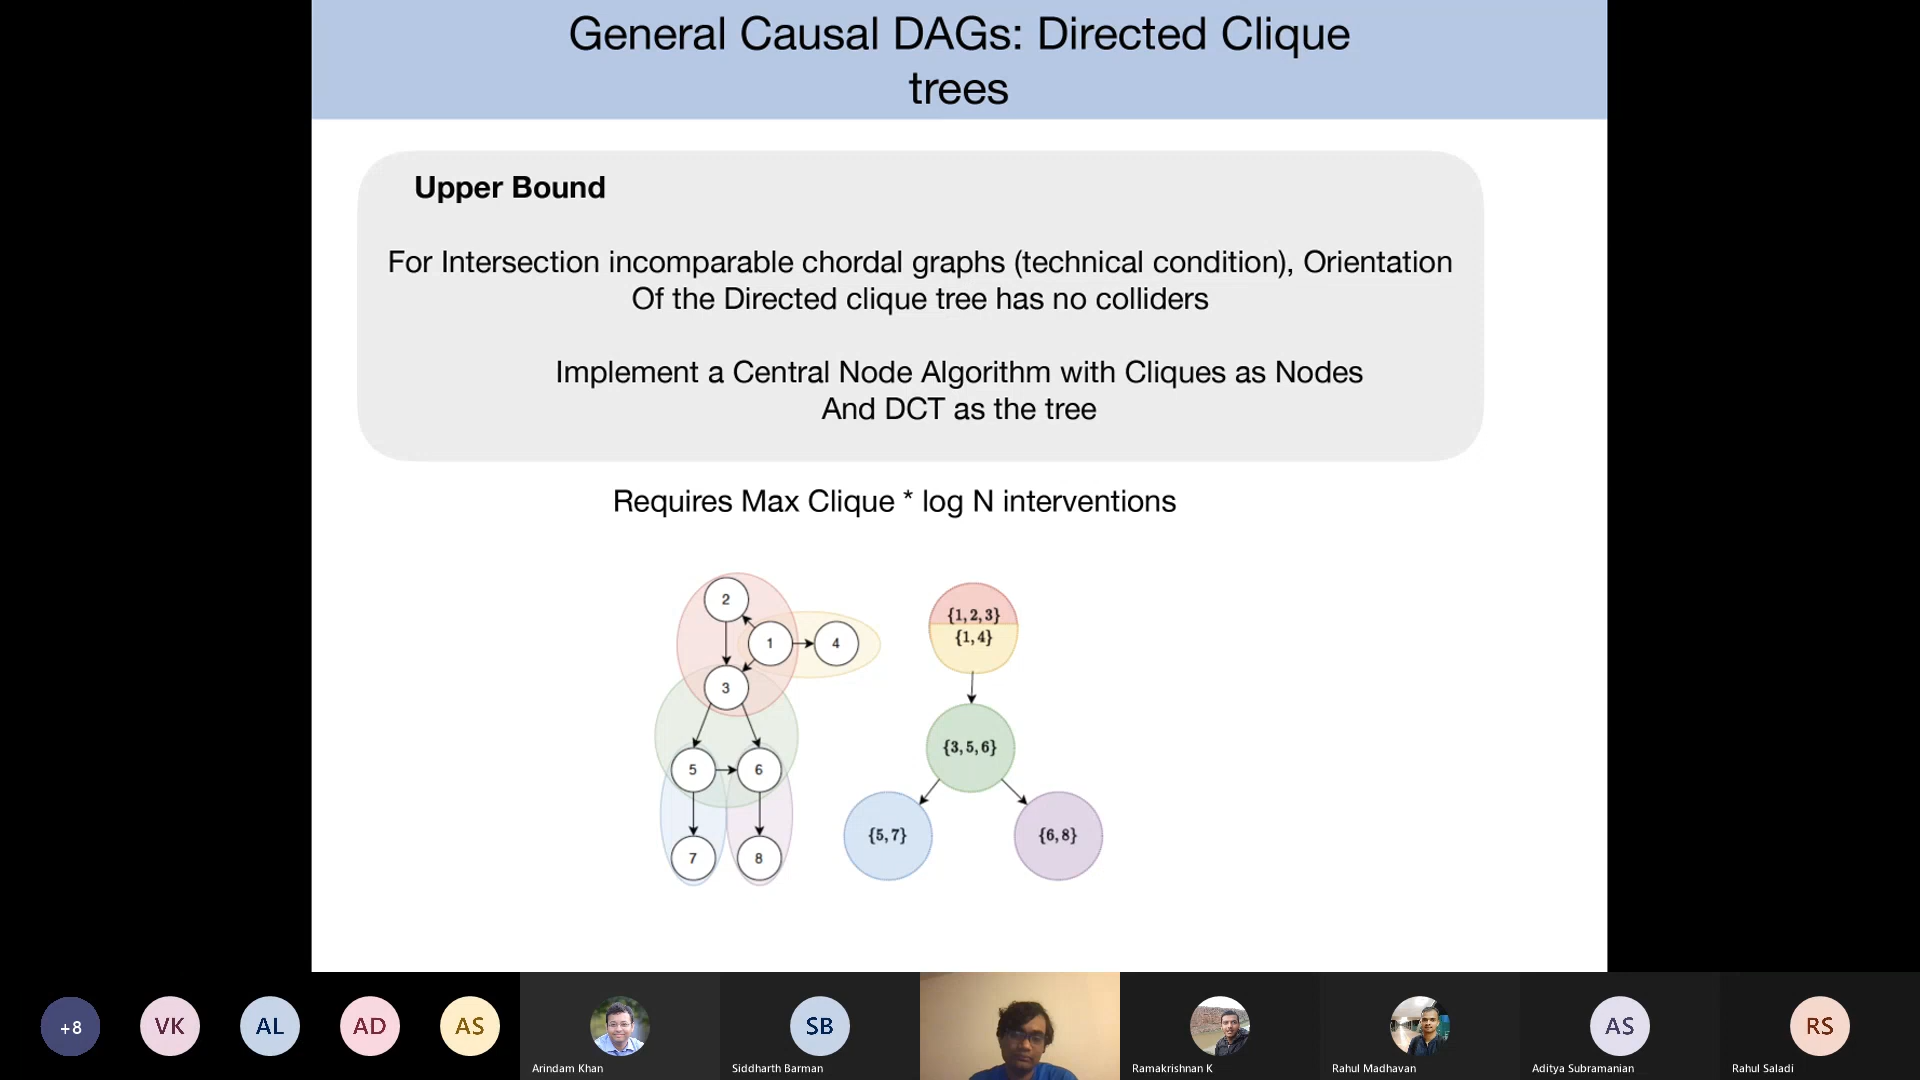 General Causal DAGs: Directed Clique
trees
Upper Bound
For Intersection incomparable chordal graphs (technical condition), Orientation
Of the Directed clique tree has no colliders
Implement a Central Node Algorithm with Cliques as Nodes
And DCT as the tree
Requires Max Clique * log N interventions
2
1
4
3
5
6
7
8
{1, 2, 3}
{1, 4}
{3, 5, 6}
{5, 7}
{6, 8}
+8
VK
AL
AD
AS
Arindam Khan
SB
Siddharth Barman
Ramakrishnan K
Rahul Madhavan
AS
Aditya Subramanian
RS
Rahul Saladi